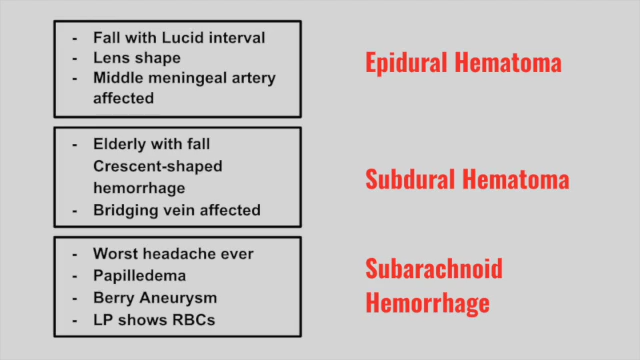 - Fall with Lucid interval
- Lens shape
- Middle meningeal artery
affected
Epidural Hematoma
- Elderly with fall
Crescent-shaped
hemorrhage
- Bridging vein affected
Subdural Hematoma
- Worst headache ever
- Papilledema
- Berry Aneurysm
- LP shows RBCs
Subarachnoid
Hemorrhage